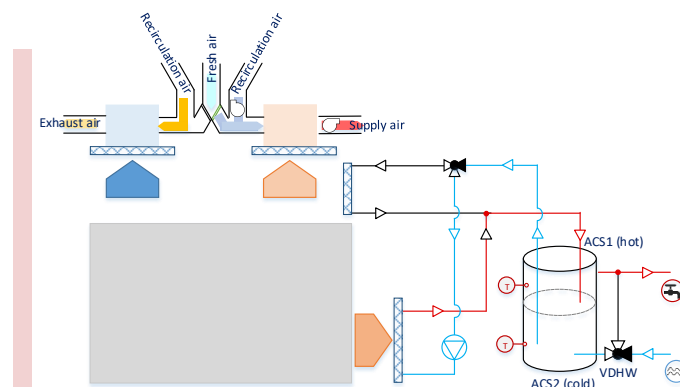 Recirculation air
Fresh air
Recirculation air
Exhaust air
Supply air
ACS1 (hot)
T
T
VDHW
ACS2 (cold)